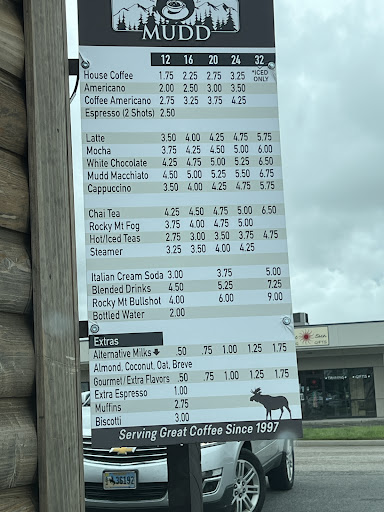 MUDD
12 16 20 24 32
House Coffee 1.75 2.25 2.75 3.25 *ICED ONLY
Americano 2.00 2.50 3.00 3.50
Coffee Americano 2.75 3.25 3.75 4.25
Espresso (2 Shots) 2.50
Latte 3.50 4.00 4.25 4.75 5.75
Mocha 3.75 4.25 4.50 5.00 6.00
White Chocolate 4.25 4.75 5.00 5.25 6.50
Mudd Macchiato 4.50 5.00 5.25 5.50 6.75
Cappuccino 3.50 4.00 4.25 4.75 5.75
Chai Tea 4.25 4.50 4.75 5.00 6.50
Rocky Mt Fog 3.75 4.00 4.75 5.00
Hot/Iced Teas 2.75 3.00 3.50 3.75 4.75
Steamer 3.25 3.50 4.00 4.25
Italian Cream Soda 3.00 3.75 5.00
Blended Drinks 4.50 5.25 7.25
Rocky Mt Bullshot 4.00 6.00 9.00
Bottled Water 2.00
Extras
Alternative Milks .50 .75 1.00 1.25 1.75
Almond, Coconut, Oat, Breve
Gourmet/Extra Flavors .50 .75 1.00 1.25 1.75
Extra Espresso 1.00
Muffins 2.75
Biscotti 3.00
Serving Great Coffee Since 1997